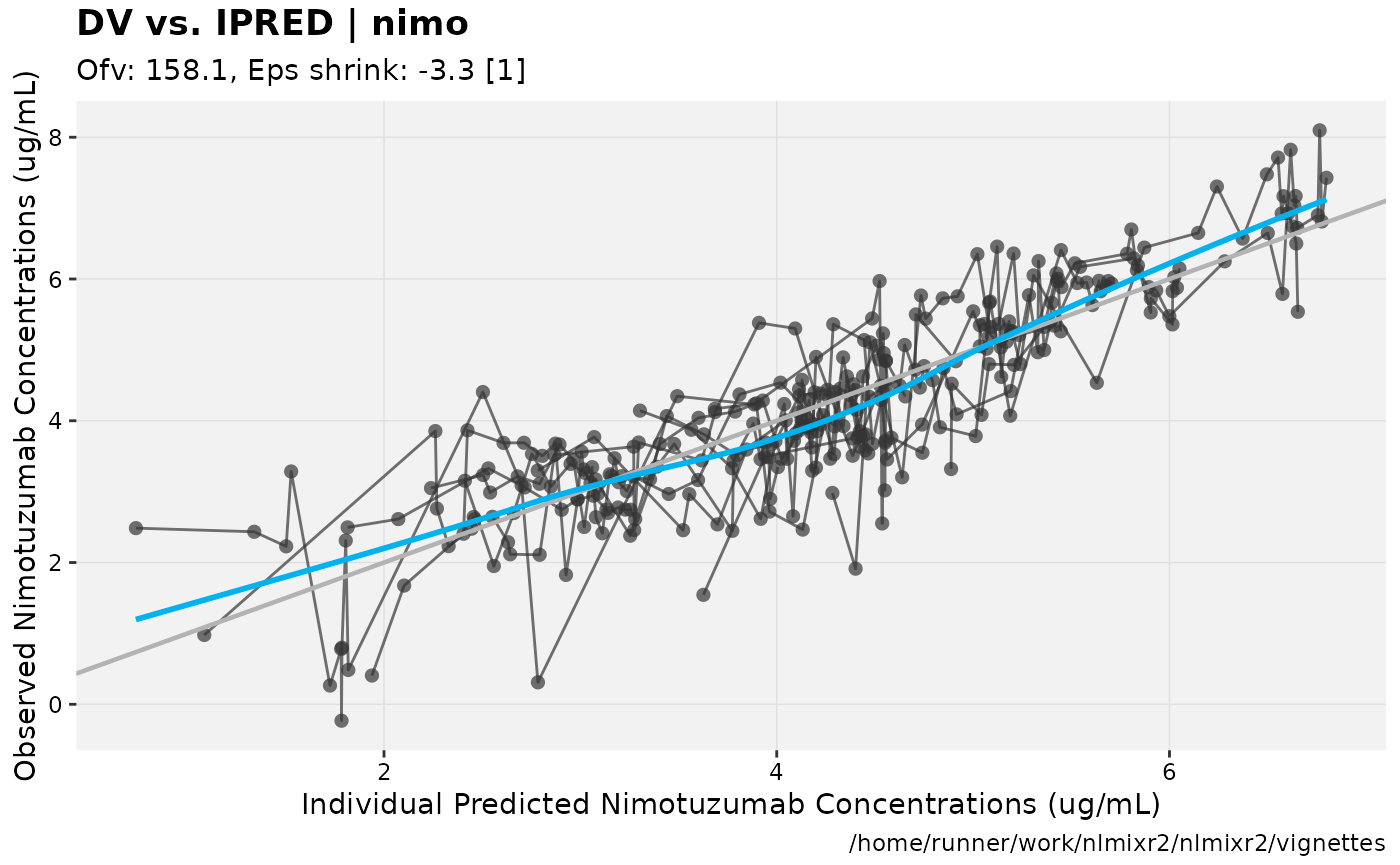 DV vs. IPRED | nimo
Ofv: 158.1, Eps shrink: -3.3 [1]
Observed Nimotuzumab Concentrations (ug/mL)
8
6
4
2
0
2
4
6
Individual Predicted Nimotuzumab Concentrations (ug/mL)
/home/runner/work/nlmixr2/nlmixr2/vignettes